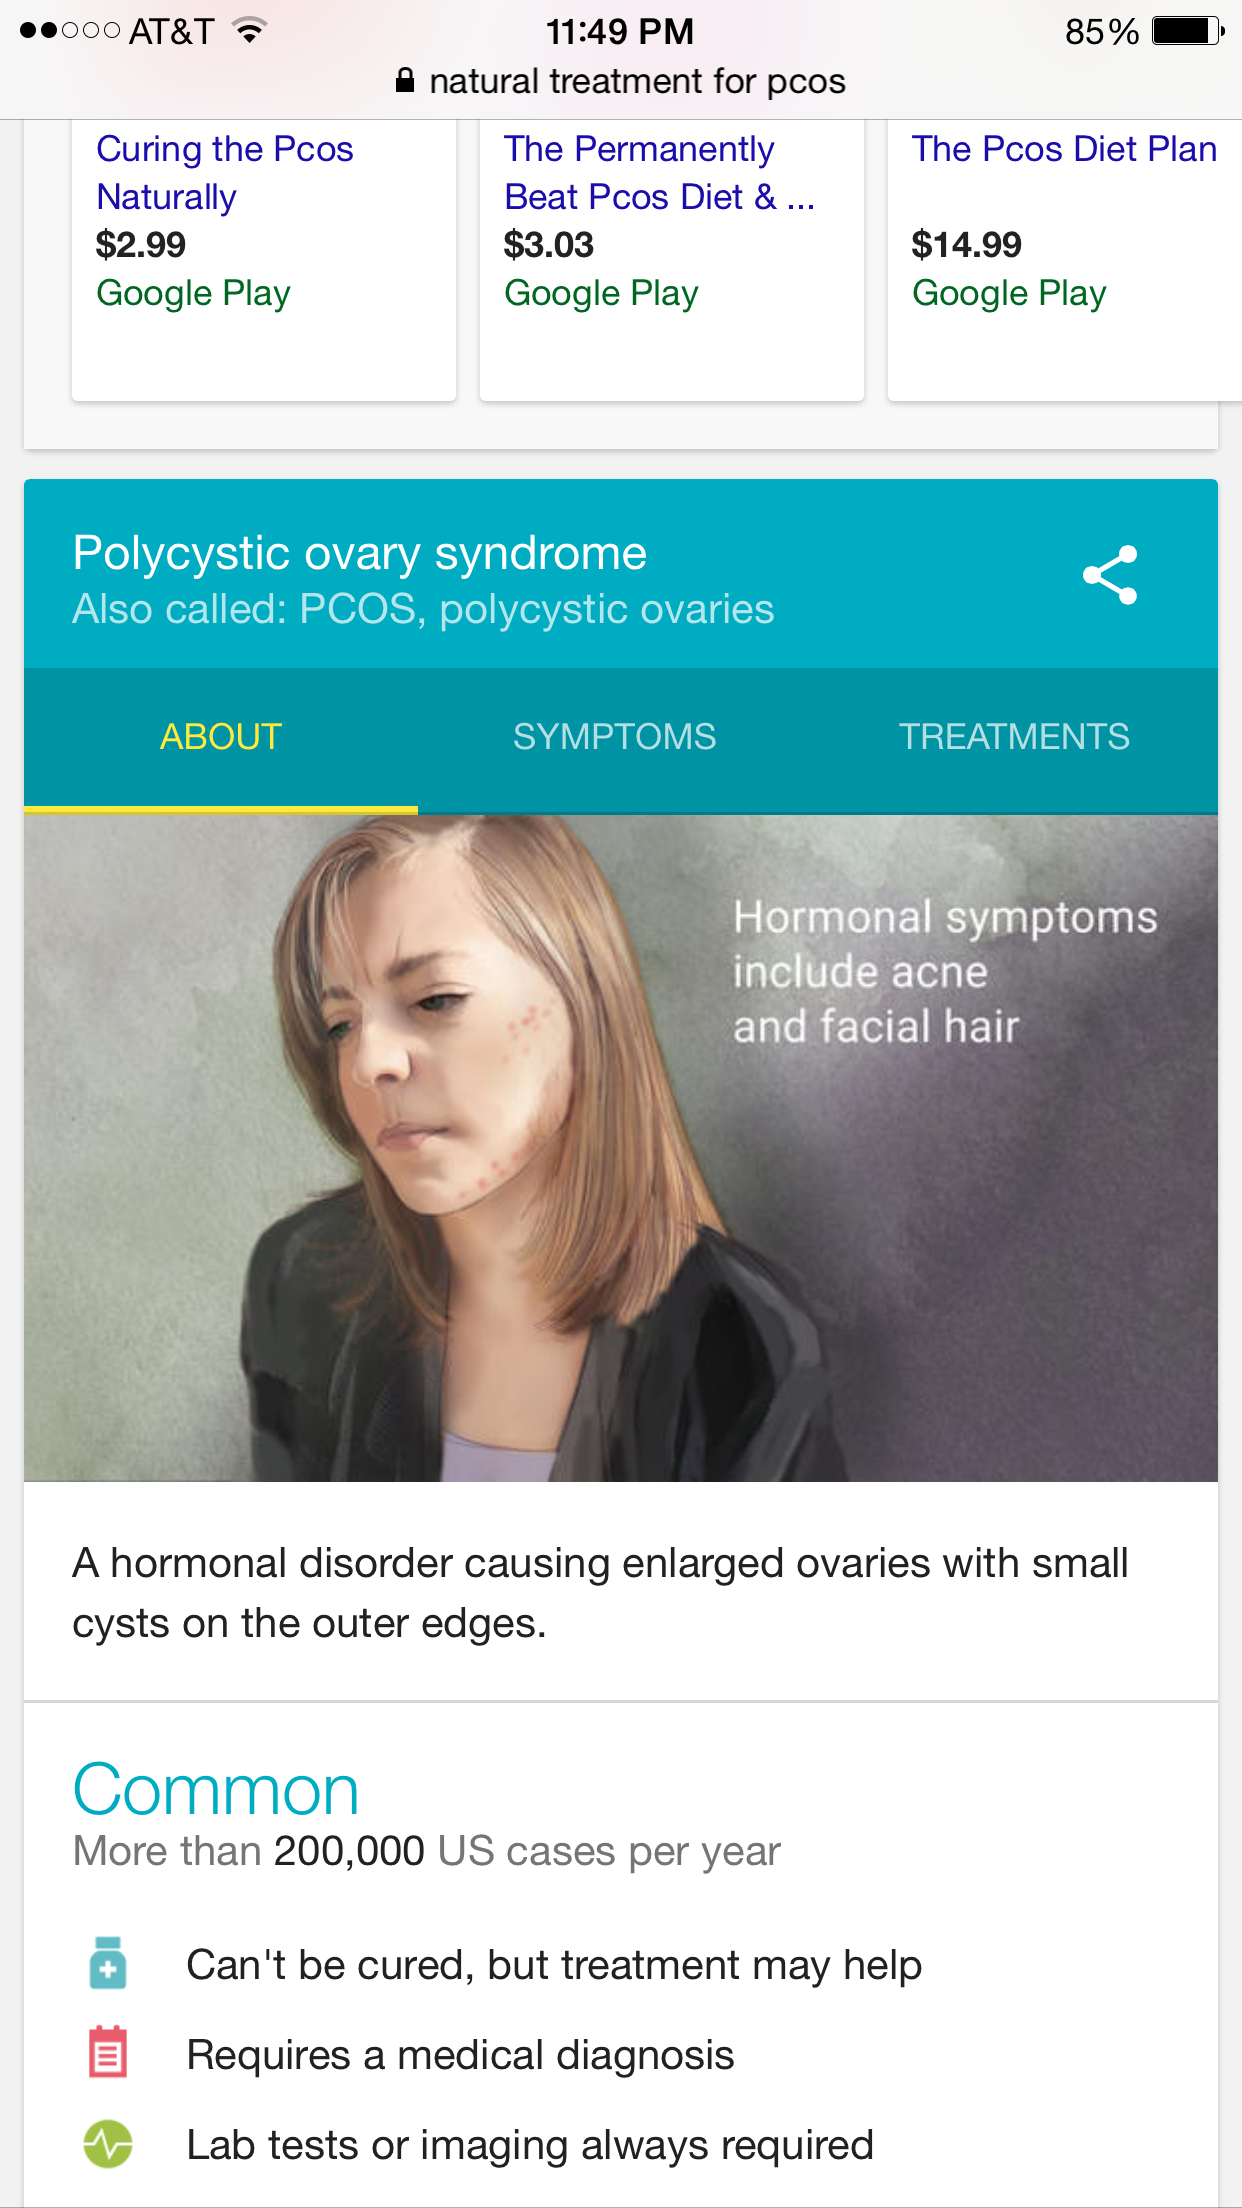 AT&T 11:49 PM 85%
natural treatment for pcos
Curing the Pcos
Naturally
$2.99
Google Play
The Permanently
Beat Pcos Diet & ...
$3.03
Google Play
The Pcos Diet Plan
$14.99
Google Play
Polycystic ovary syndrome
Also called: PCOS, polycystic ovaries
ABOUT SYMPTOMS TREATMENTS
Hormonal symptoms
include acne
and facial hair
A hormonal disorder causing enlarged ovaries with small
cysts on the outer edges.
Common
More than 200,000 US cases per year
Can't be cured, but treatment may help
Requires a medical diagnosis
Lab tests or imaging always required